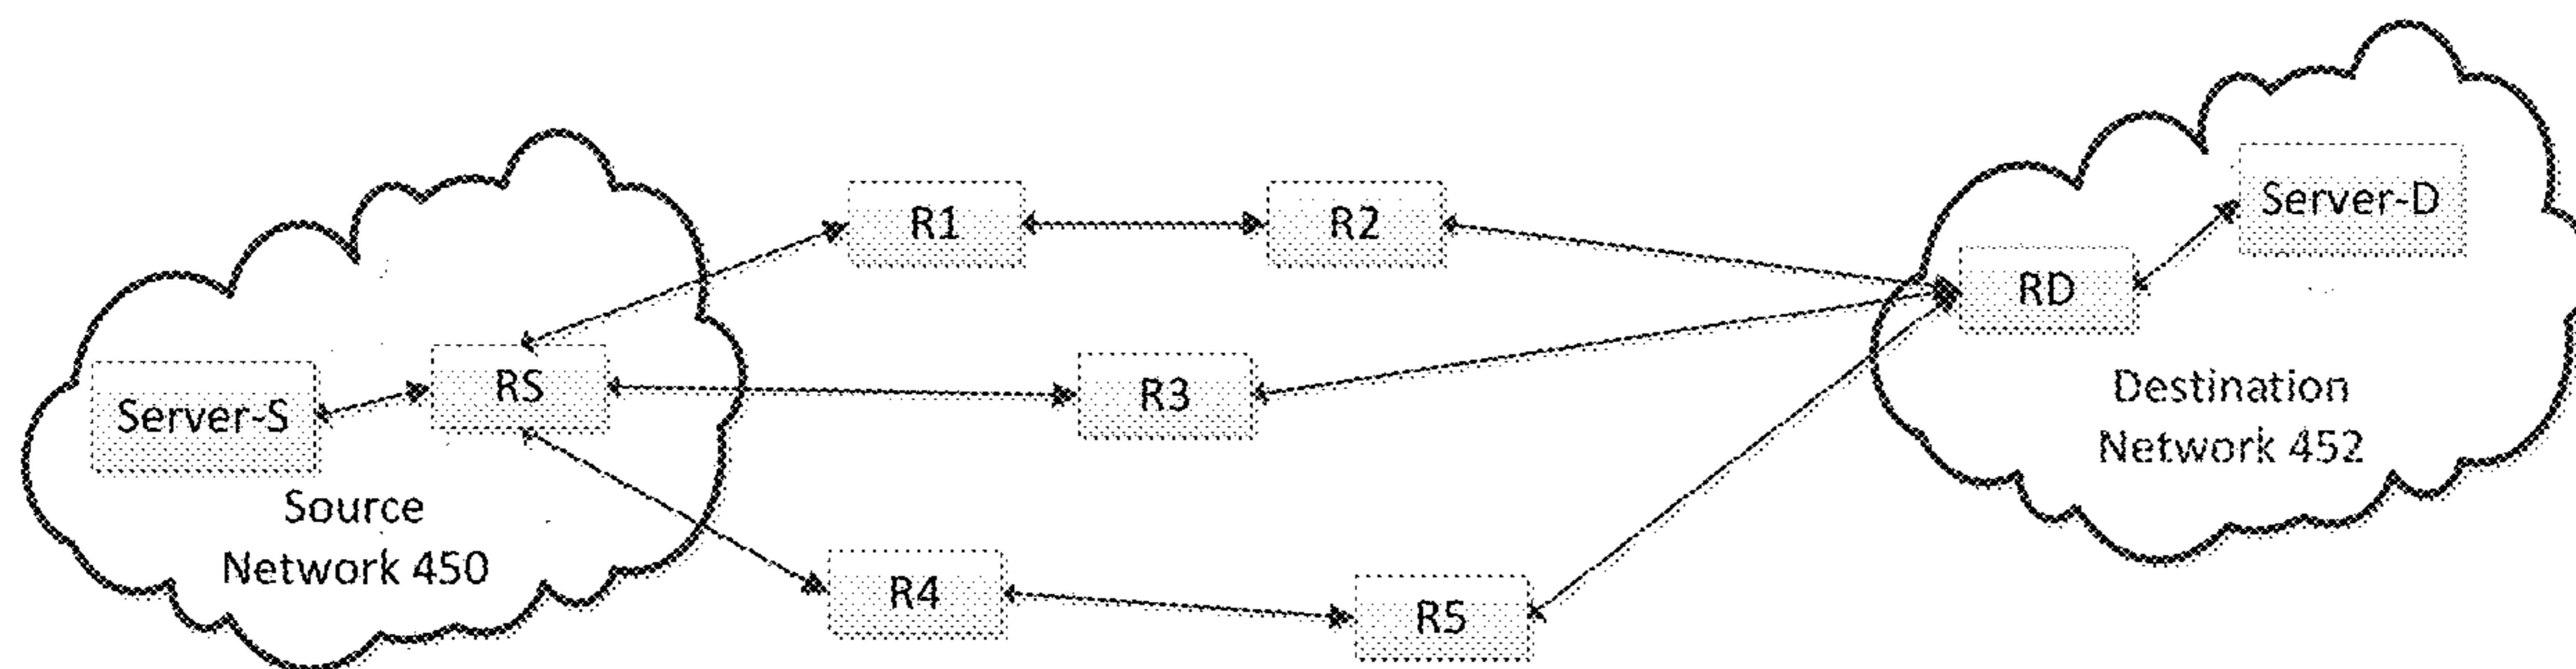 Server-D
R1
R2
RD
RS
R3
Server-S
Destination
Network 452
Source
Network 450
R4
R5